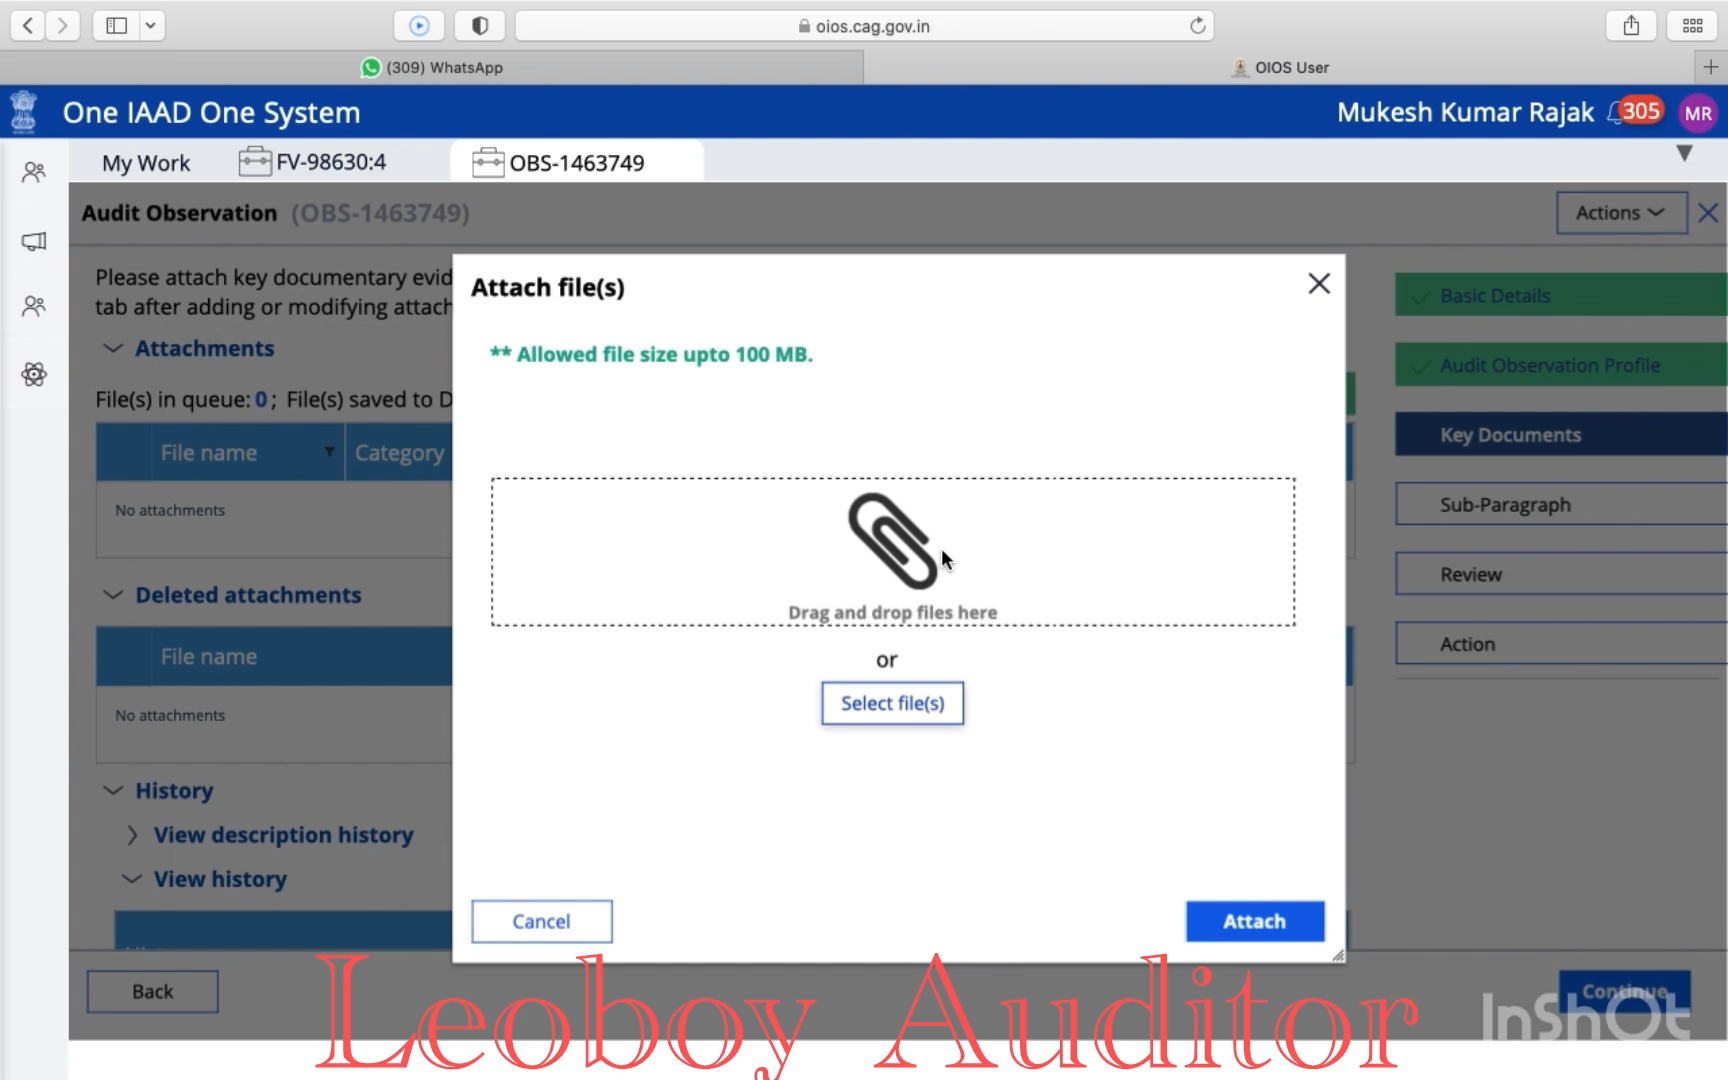 oios.cag.gov.in
(309) WhatsApp
OIOS User
One IAAD One System
Mukesh Kumar Rajak
305
MR
My Work
FV-98630:4
OBS-1463749
Audit Observation (OBS-1463749)
Actions
Please attach key documentary
tab after adding or modifying
Attachments
File(s) in queue: 0 ; File(s) saved to
File name
Category
No attachments
Deleted attachments
File name
No attachments
History
View description history
View history
Attach file(s)
** Allowed file size upto 100 MB.
Drag and drop files here
or
Select file(s)
Cancel
Attach
Basic Details
Audit Observation Profile
Key Documents
Sub-Paragraph
Review
Action
Back
Continue
Leoboy Auditor
InShOt